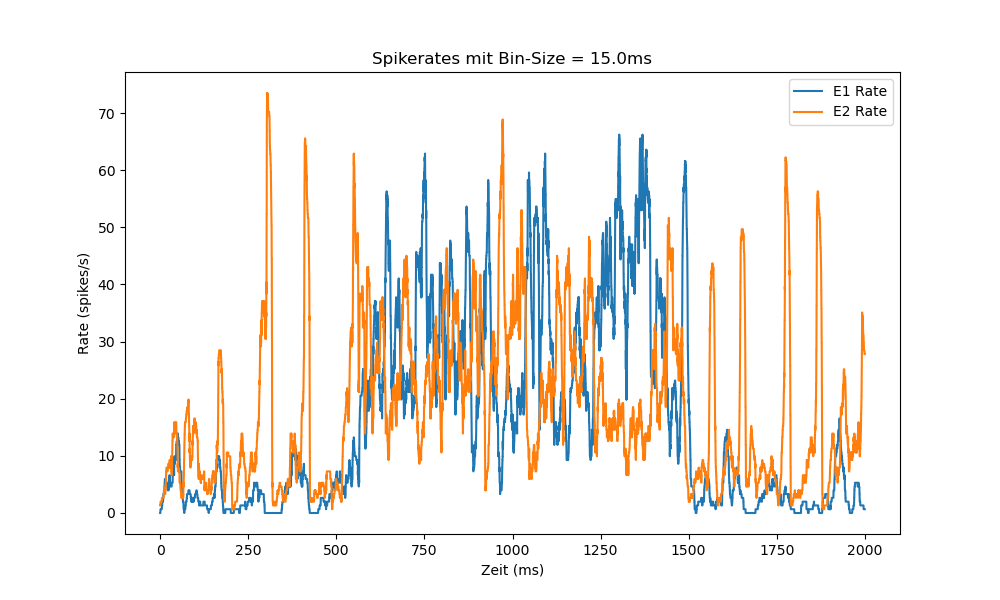 Spikerates mit Bin-Size = 15.0ms
E1 Rate
E2 Rate
Rate (spikes/s)
70
60
50
40
30
20
10
0
0 250 500 750 1000 1250 1500 1750 2000
Zeit (ms)